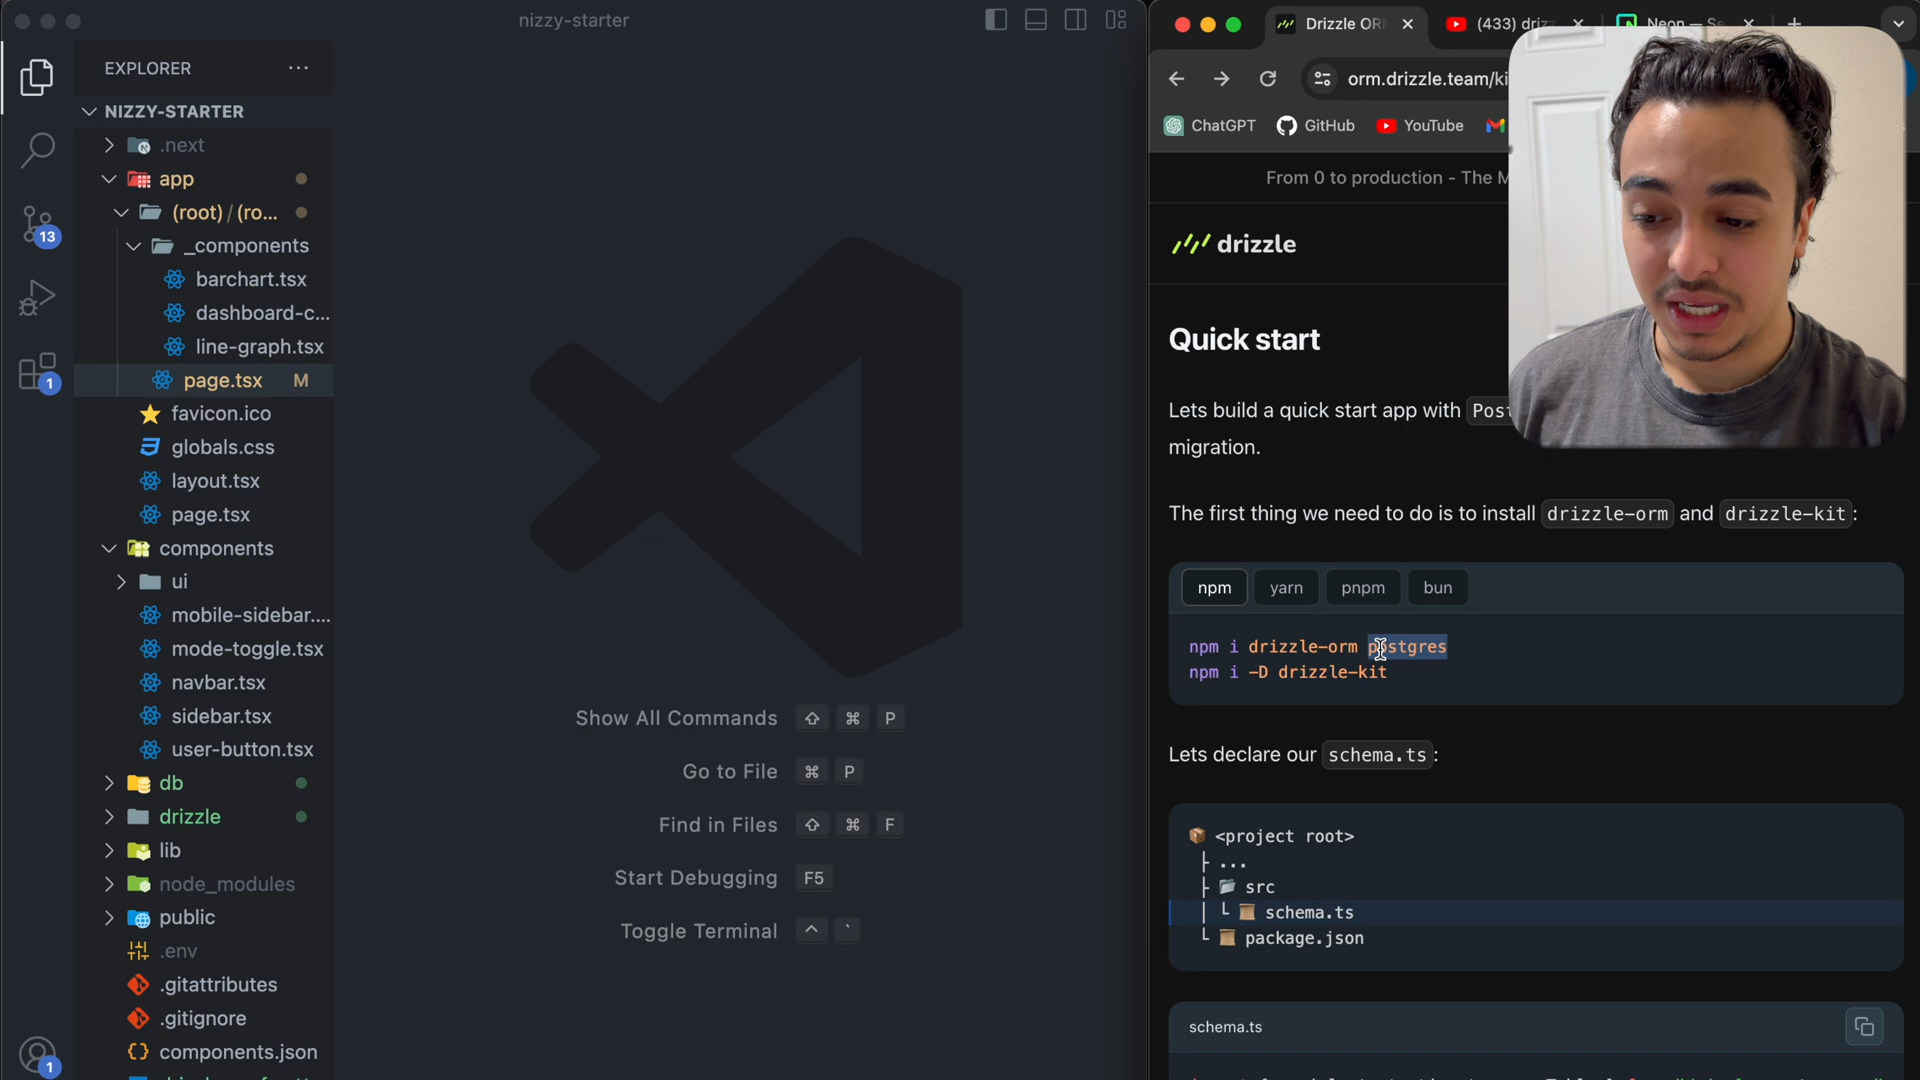 nizzy-starter
EXPLORER
NIZZY-STARTER
.next
app
(root) / (ro...
_components
barchart.tsx
dashboard-c...
line-graph.tsx
page.tsx M
favicon.ico
globals.css
layout.tsx
page.tsx
components
ui
mobile-sidebar....
mode-toggle.tsx
navbar.tsx
sidebar.tsx
user-button.tsx
db
drizzle
lib
node_modules
public
.env
.gitattributes
.gitignore
components.json
13
1
1
Show All Commands ⇧ ⌘ P
Go to File ⌘ P
Find in Files ⇧ ⌘ F
Start Debugging F5
Toggle Terminal ^ `
Drizzle OR
(433) driz
Neon — Se
orm.drizzle.team/ki
ChatGPT
GitHub
YouTube
From 0 to production - The M
drizzle
Quick start
Lets build a quick start app with Post
migration.
The first thing we need to do is to install drizzle-orm and drizzle-kit:
npm yarn pnpm bun
npm i drizzle-orm postgres
npm i -D drizzle-kit
Lets declare our schema.ts:
<project root>
...
src
schema.ts
package.json
schema.ts